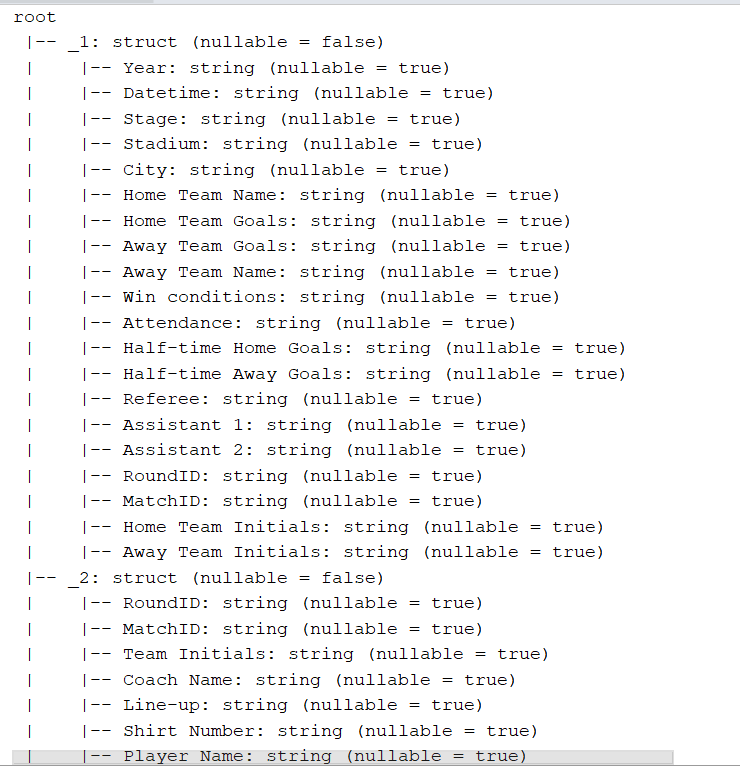 root
 |-- _1: struct (nullable = false)
 |    |-- Year: string (nullable = true)
 |    |-- Datetime: string (nullable = true)
 |    |-- Stage: string (nullable = true)
 |    |-- Stadium: string (nullable = true)
 |    |-- City: string (nullable = true)
 |    |-- Home Team Name: string (nullable = true)
 |    |-- Home Team Goals: string (nullable = true)
 |    |-- Away Team Goals: string (nullable = true)
 |    |-- Away Team Name: string (nullable = true)
 |    |-- Win conditions: string (nullable = true)
 |    |-- Attendance: string (nullable = true)
 |    |-- Half-time Home Goals: string (nullable = true)
 |    |-- Half-time Away Goals: string (nullable = true)
 |    |-- Referee: string (nullable = true)
 |    |-- Assistant 1: string (nullable = true)
 |    |-- Assistant 2: string (nullable = true)
 |    |-- RoundID: string (nullable = true)
 |    |-- MatchID: string (nullable = true)
 |    |-- Home Team Initials: string (nullable = true)
 |    |-- Away Team Initials: string (nullable = true)
 |-- _2: struct (nullable = false)
 |    |-- RoundID: string (nullable = true)
 |    |-- MatchID: string (nullable = true)
 |    |-- Team Initials: string (nullable = true)
 |    |-- Coach Name: string (nullable = true)
 |    |-- Line-up: string (nullable = true)
 |    |-- Shirt Number: string (nullable = true)
 |    |-- Player Name: string (nullable = true)